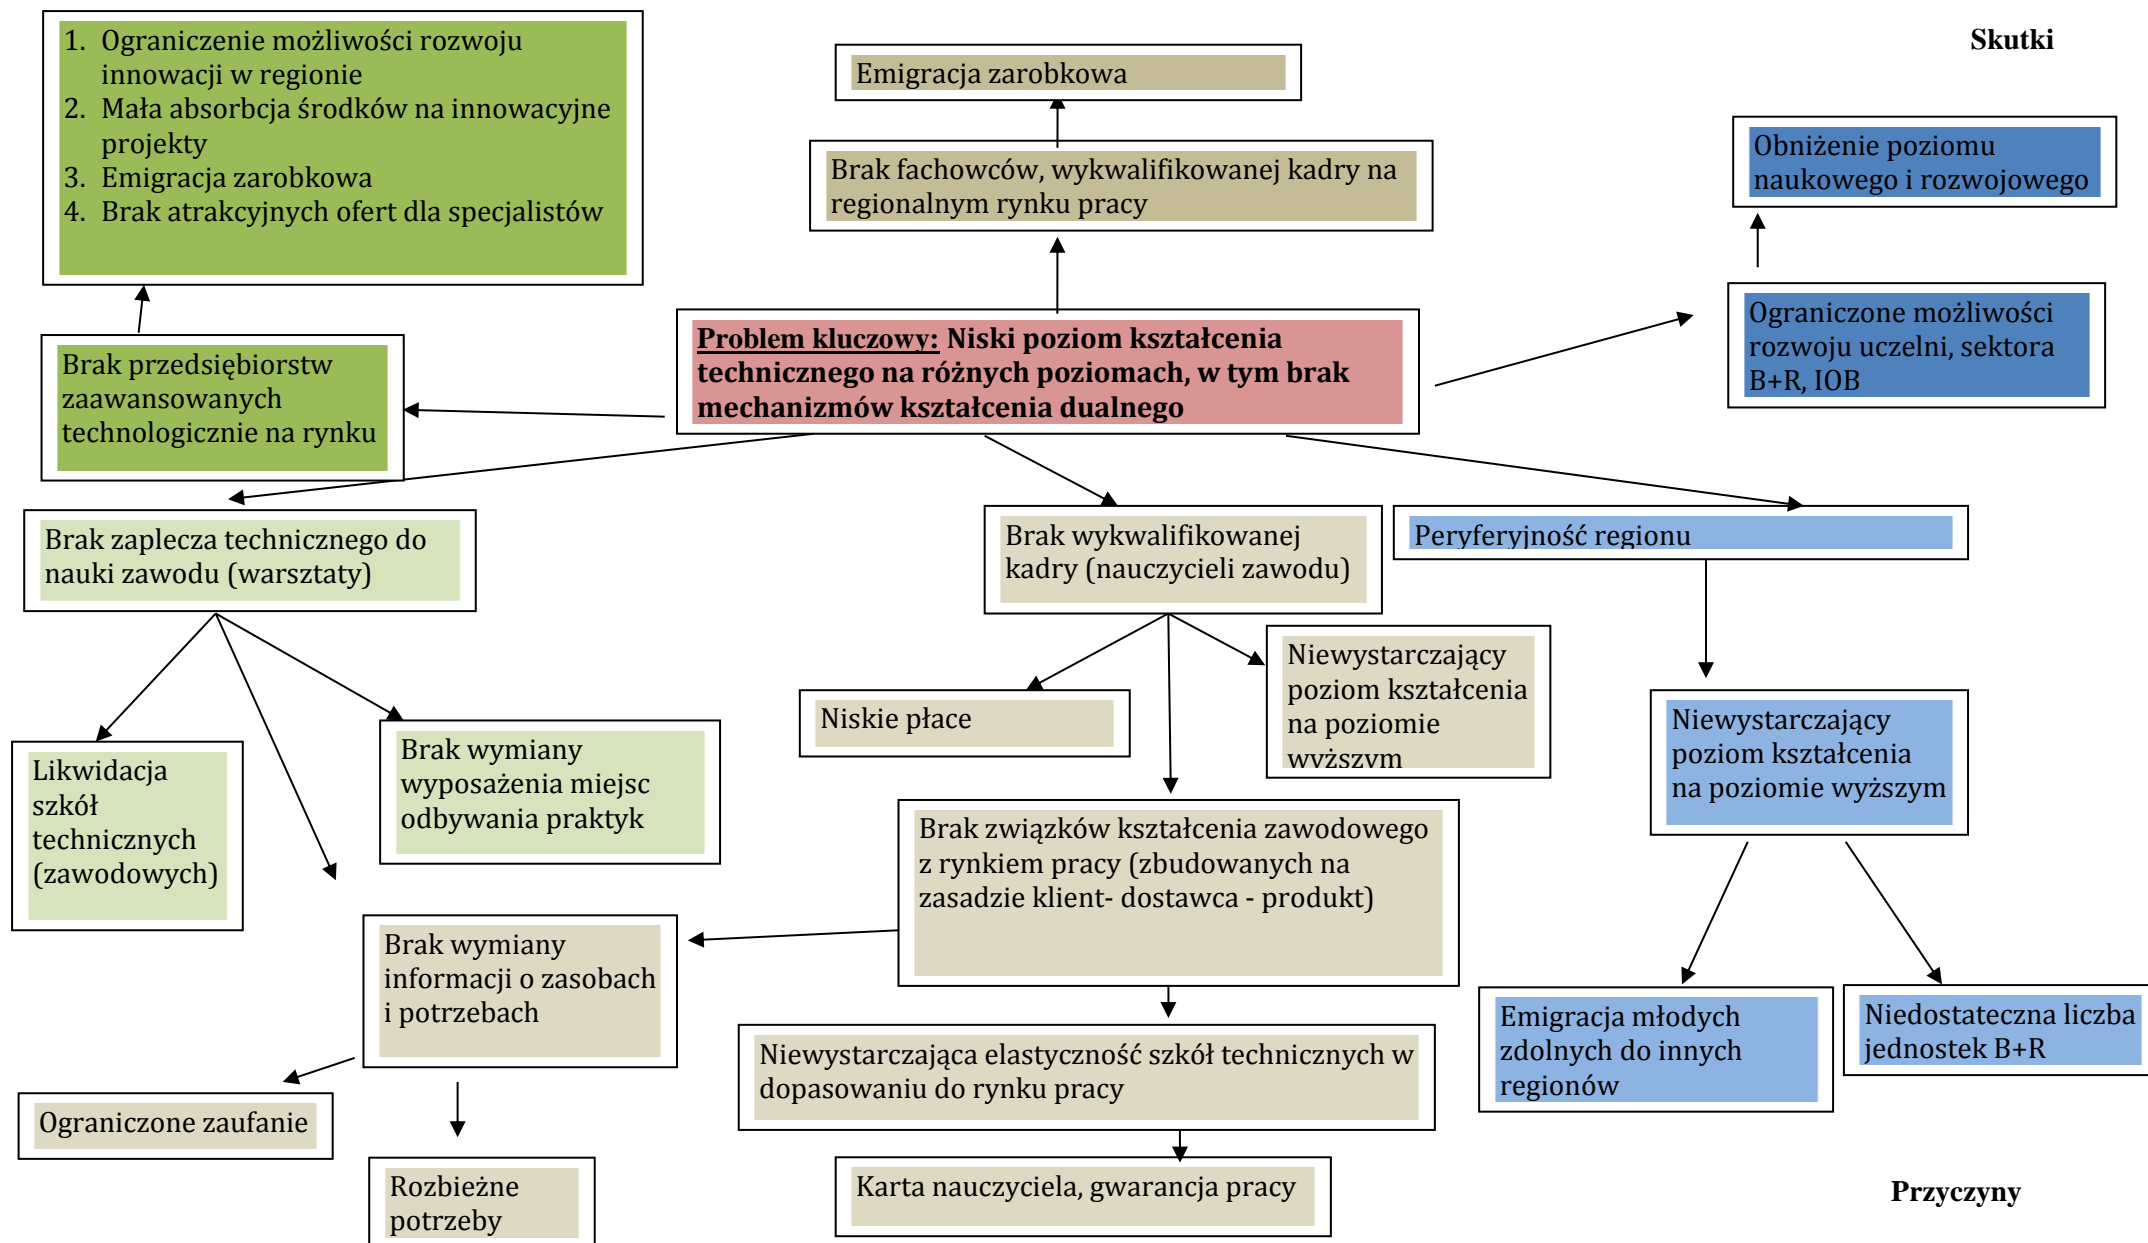 1. Ograniczenie możliwości rozwoju
innowacji w regionie
2. Mała absorbcja środków na innowacyjne
projekty
3. Emigracja zarobkowa
4. Brak atrakcyjnych ofert dla specjalistów
Emigracja zarobkowa
Skutki
Brak fachowców, wykwalifikowanej kadry na
regionalnym rynku pracy
Obniżenie poziomu
naukowego i rozwojowego
Brak przedsiębiorstw
zaawansowanych
technologicznie na rynku
Problem kluczowy: Niski poziom kształcenia
technicznego na różnych poziomach, w tym brak
mechanizmów kształcenia dualnego
Ograniczone możliwości
rozwoju uczelni, sektora
B+R, IOB
Brak zaplecza technicznego do
nauki zawodu (warsztaty)
Brak wykwalifikowanej
kadry (nauczycieli zawodu)
Peryferyjność regionu
Likwidacja
szkół
technicznych
(zawodowych)
Brak wymiany
wyposażenia miejsc
odbywania praktyk
Niskie płace
Niewystarczający
poziom kształcenia
na poziomie
wyższym
Niewystarczający
poziom kształcenia
na poziomie wyższym
Brak związków kształcenia zawodowego
z rynkiem pracy (zbudowanych na
zasadzie klient- dostawca - produkt)
Brak wymiany
informacji o zasobach
i potrzebach
Niewystarczająca elastyczność szkół technicznych w
dopasowaniu do rynku pracy
Emigracja młodych
zdolnych do innych
regionów
Niedostateczna liczba
jednostek B+R
Ograniczone zaufanie
Rozbieżne
potrzeby
Karta nauczyciela, gwarancja pracy
Przyczyny